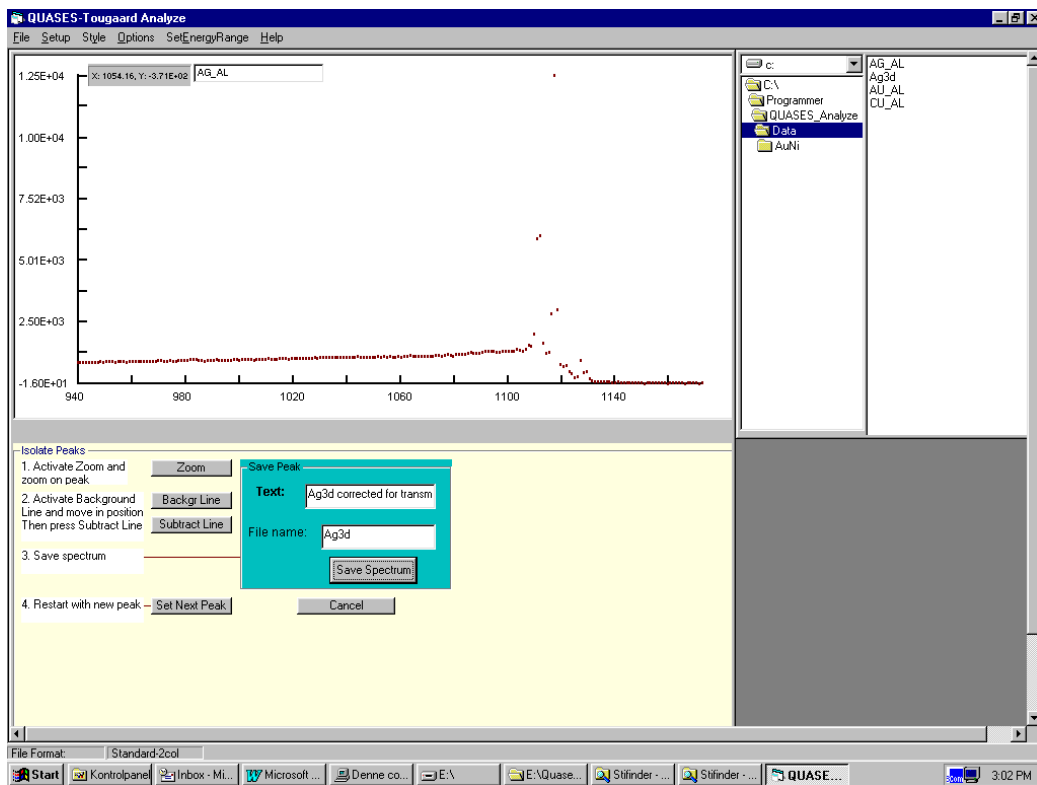 QUASES-Tougaard Analyze
File Setup Style Options SetEnergyRange Help
X: 1054.16, Y: -3.71E+02
AG_AL
1.25E+04
1.00E+04
7.52E+03
5.01E+03
2.50E+03
-1.60E+01
940 980 1020 1060 1100 1140
c:
C:\
Programmer
QUASES_Analyze
Data
AuNi
AG_AL
Ag3d
AU_AL
CU_AL
Isolate Peaks
1. Activate Zoom and
zoom on peak
Zoom
2. Activate Background
Line and move in position
Then press Subtract Line
Backgr Line
Subtract Line
3. Save spectrum
Save Peak
Text: Ag3d corrected for transm
File name: Ag3d
Save Spectrum
4. Restart with new peak
Set Next Peak
Cancel
File Format: Standard-2col
Start Kontrolpanel Inbox - Mi... Microsoft ... Denne co... E:\ E:\Quase... Stifinder - ... Stifinder - ... QUASE... 3:02 PM